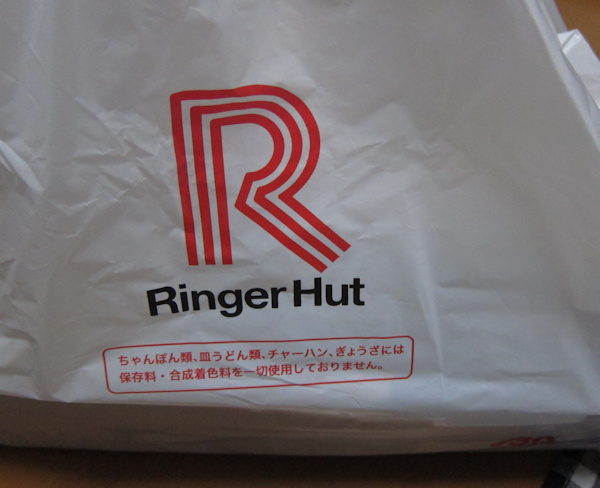 R
Ringer Hut
ちゃんぽん類、皿うどん類、チャーハン、ぎょうざには
保存料・合成着色料を一切使用しておりません。